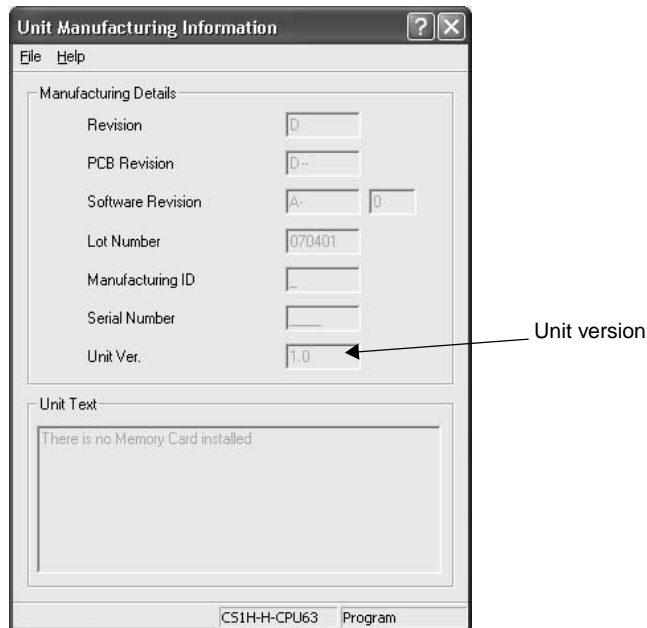 Unit Manufacturing Information
File Help
Manufacturing Details
Revision D
PCB Revision D--
Software Revision A- 0
Lot Number 070401
Manufacturing ID _
Serial Number ____
Unit Ver. 1.0
Unit version
Unit Text
There is no Memory Card installed
CS1H-H-CPU63 Program